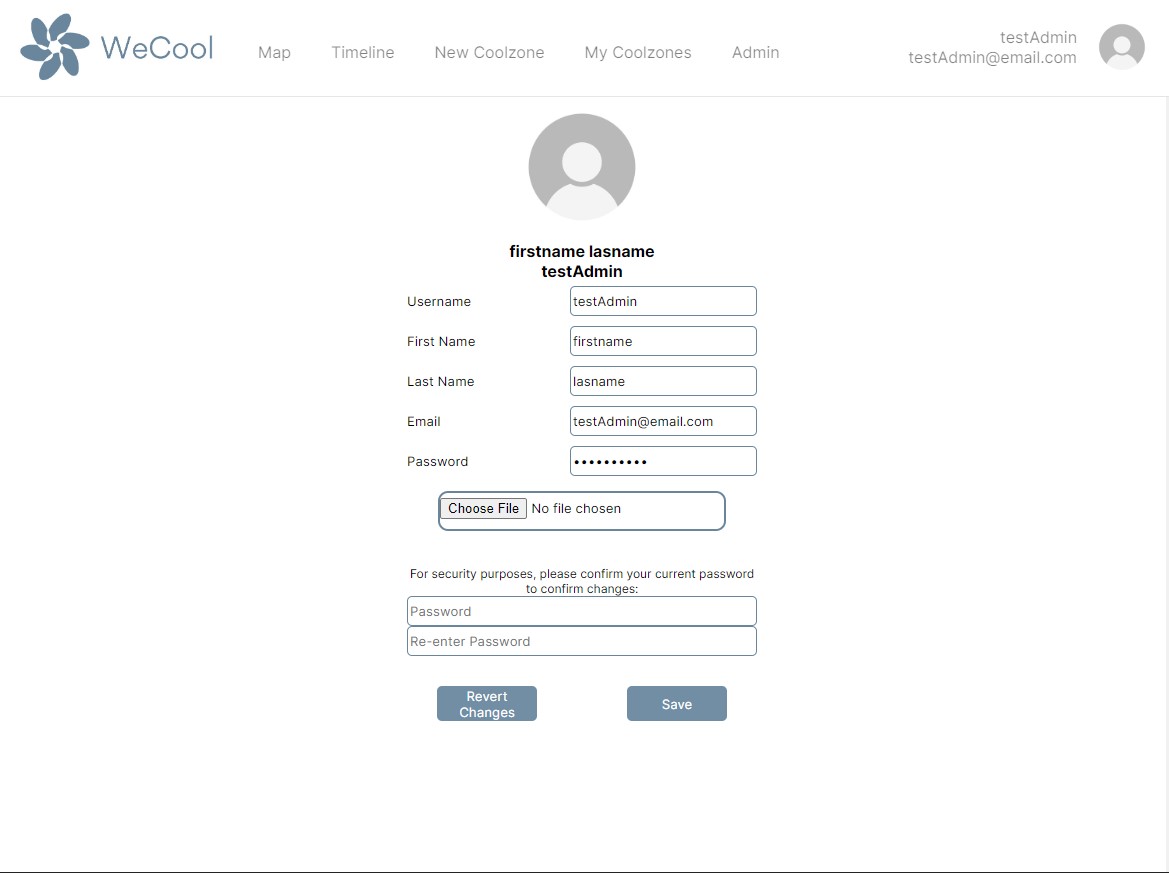 WeCool
Map Timeline New Coolzone My Coolzones Admin
testAdmin
testAdmin@email.com
firstname lasname
testAdmin
Username testAdmin
First Name firstname
Last Name lasname
Email testAdmin@email.com
Password ••••••••••
Choose File No file chosen
For security purposes, please confirm your current password
to confirm changes:
Password
Re-enter Password
Revert
Changes
Save